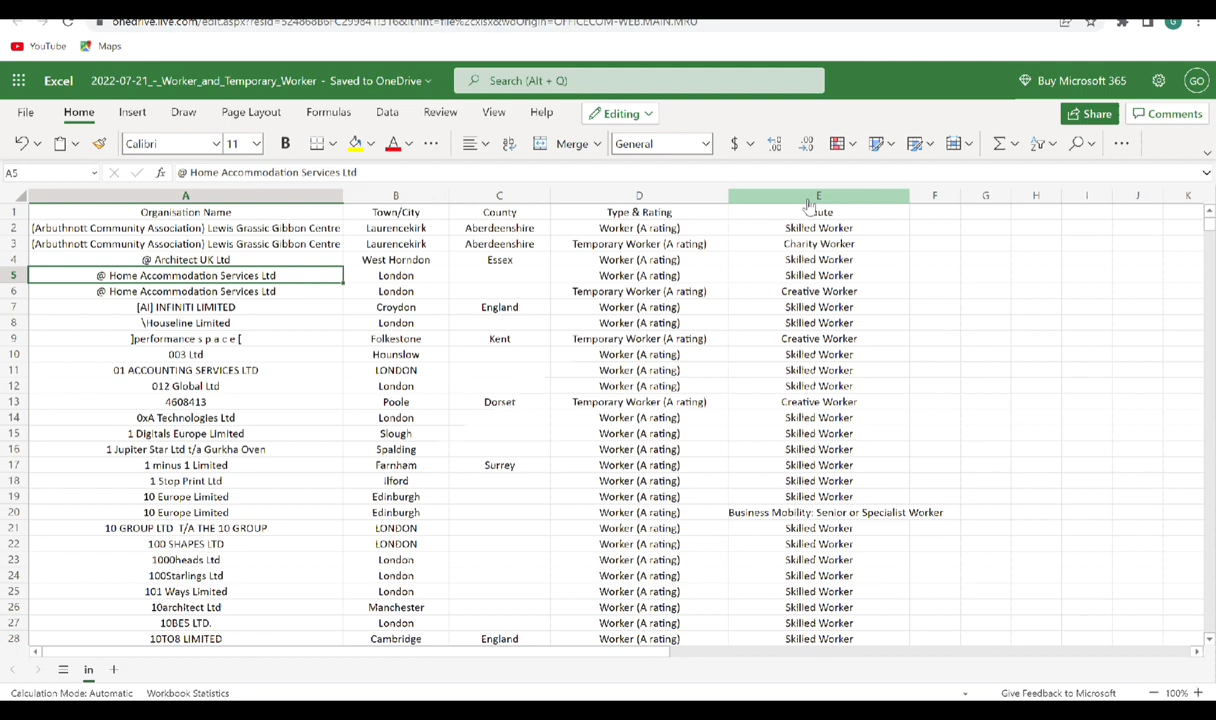 onedrive.live.com/edit.aspx?resid=524868B6FC299841!316&ithint=file%2cxlsx&wdOrigin=OFFICECOM-WEB.MAIN.MRU
YouTube Maps
Excel 2022-07-21_-_Worker_and_Temporary_Worker - Saved to OneDrive Search (Alt + Q) Buy Microsoft 365 GO
File Home Insert Draw Page Layout Formulas Data Review View Help Editing Share Comments
Calibri 11 B A Merge General $
A5 fx @ Home Accommodation Services Ltd
A B C D E F G H I J K
1 Organisation Name Town/City County Type & Rating ute
2 (Arbuthnott Community Association) Lewis Grassic Gibbon Centre Laurencekirk Aberdeenshire Worker (A rating) Skilled Worker
3 (Arbuthnott Community Association) Lewis Grassic Gibbon Centre Laurencekirk Aberdeenshire Temporary Worker (A rating) Charity Worker
4 @ Architect UK Ltd West Horndon Essex Worker (A rating) Skilled Worker
5 @ Home Accommodation Services Ltd London Worker (A rating) Skilled Worker
6 @ Home Accommodation Services Ltd London Temporary Worker (A rating) Creative Worker
7 [AI] INFINITI LIMITED Croydon England Worker (A rating) Skilled Worker
8 \Houseline Limited London Worker (A rating) Skilled Worker
9 ]performance s p a c e [ Folkestone Kent Temporary Worker (A rating) Creative Worker
10 003 Ltd Hounslow Worker (A rating) Skilled Worker
11 01 ACCOUNTING SERVICES LTD LONDON Worker (A rating) Skilled Worker
12 012 Global Ltd London Worker (A rating) Skilled Worker
13 4608413 Poole Dorset Temporary Worker (A rating) Creative Worker
14 0xA Technologies Ltd London Worker (A rating) Skilled Worker
15 1 Digitals Europe Limited Slough Worker (A rating) Skilled Worker
16 1 Jupiter Star Ltd t/a Gurkha Oven Spalding Worker (A rating) Skilled Worker
17 1 minus 1 Limited Farnham Surrey Worker (A rating) Skilled Worker
18 1 Stop Print Ltd Ilford Worker (A rating) Skilled Worker
19 10 Europe Limited Edinburgh Worker (A rating) Skilled Worker
20 10 Europe Limited Edinburgh Worker (A rating) Business Mobility: Senior or Specialist Worker
21 10 GROUP LTD T/A THE 10 GROUP LONDON Worker (A rating) Skilled Worker
22 100 SHAPES LTD LONDON Worker (A rating) Skilled Worker
23 1000heads Ltd London Worker (A rating) Skilled Worker
24 100Starlings Ltd London Worker (A rating) Skilled Worker
25 101 Ways Limited London Worker (A rating) Skilled Worker
26 10architect Ltd Manchester Worker (A rating) Skilled Worker
27 10BE5 LTD. London Worker (A rating) Skilled Worker
28 10TO8 LIMITED Cambridge England Worker (A rating) Skilled Worker
in
Calculation Mode: Automatic Workbook Statistics Give Feedback to Microsoft 100%